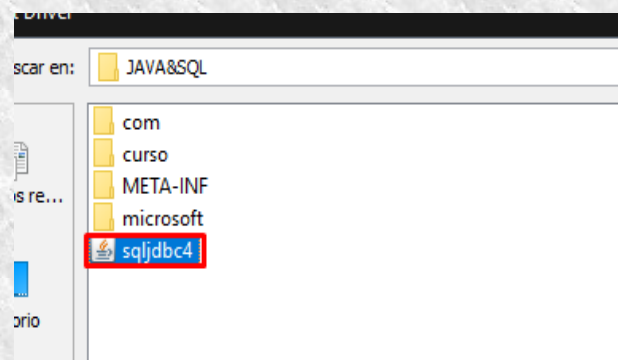 Driver
scar en:
JAVA&SQL
com
curso
META-INF
os re...
microsoft
sqljdbc4
orio